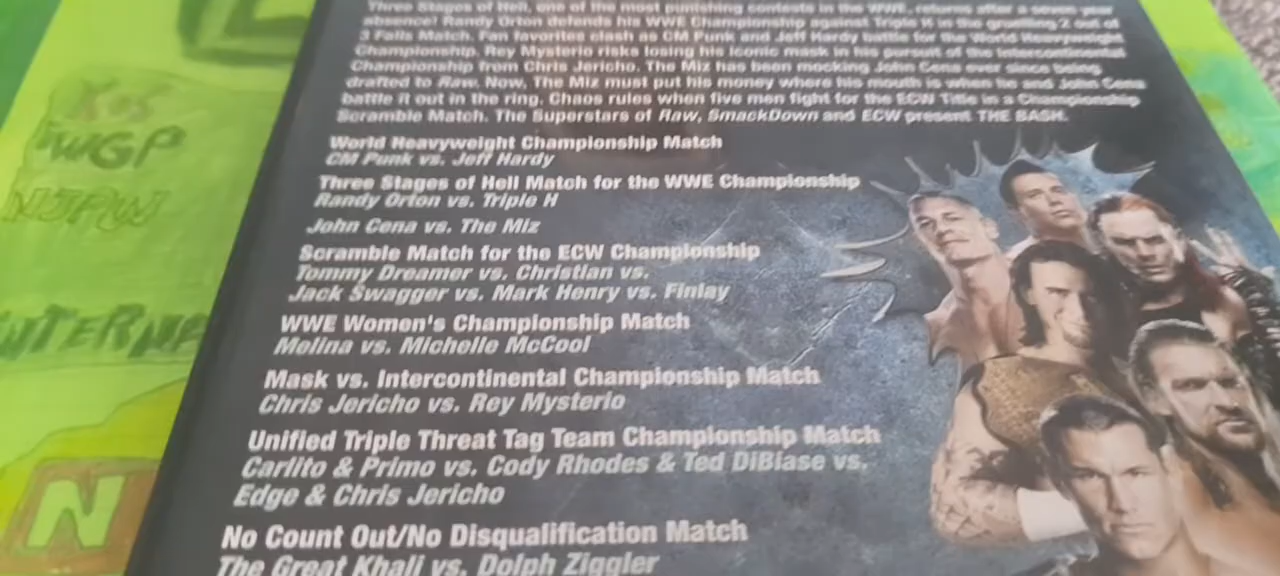 Three Stages of Hell, one of the most punishing contests in the WWE, returns after a seven year
absence! Randy Orton defends his WWE Championship against Triple H in the gruelling 2 out of
3 Falls Match. Fan favorites clash as CM Punk and Jeff Hardy battle for the World Heavyweight
Championship. Rey Mysterio risks losing his iconic mask in his pursuit of the Intercontinental
Championship from Chris Jericho. The Miz has been mocking John Cena ever since being
drafted to Raw. Now, The Miz must put his money where his mouth is when he and John Cena
battle it out in the ring. Chaos rules when five men fight for the ECW Title in a Championship
Scramble Match. The Superstars of Raw, SmackDown and ECW present THE BASH.
World Heavyweight Championship Match
CM Punk vs. Jeff Hardy
Three Stages of Hell Match for the WWE Championship
Randy Orton vs. Triple H
John Cena vs. The Miz
Scramble Match for the ECW Championship
Tommy Dreamer vs. Christian vs.
Jack Swagger vs. Mark Henry vs. Finlay
WWE Women's Championship Match
Melina vs. Michelle McCool
Mask vs. Intercontinental Championship Match
Chris Jericho vs. Rey Mysterio
Unified Triple Threat Tag Team Championship Match
Carlito & Primo vs. Cody Rhodes & Ted DiBiase vs.
Edge & Chris Jericho
No Count Out/No Disqualification Match
The Great Khali vs. Dolph Ziggler
IWGP
NJPW
N